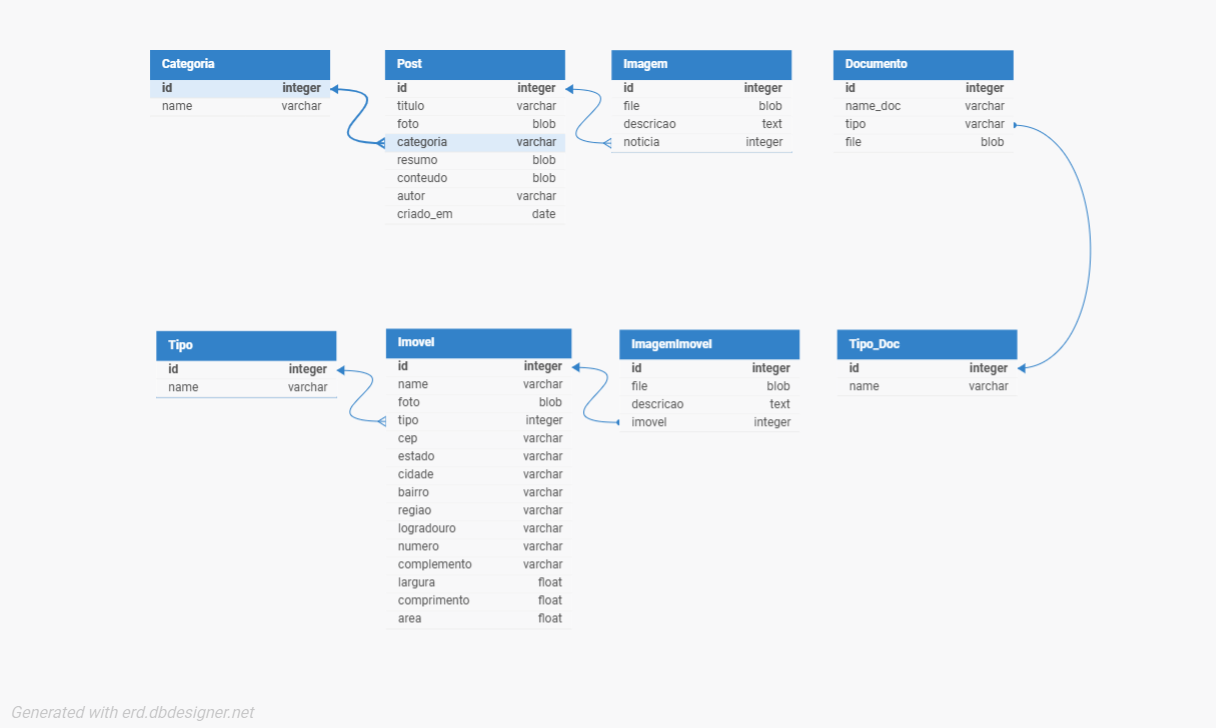 Categoria
id integer
name varchar
Post
id integer
titulo varchar
foto blob
categoria varchar
resumo blob
conteudo blob
autor varchar
criado_em date
Imagem
id integer
file blob
descricao text
noticia integer
Documento
id integer
name_doc varchar
tipo varchar
file blob
Tipo
id integer
name varchar
Imovel
id integer
name varchar
foto blob
tipo integer
cep varchar
estado varchar
cidade varchar
bairro varchar
regiao varchar
logradouro varchar
numero varchar
complemento varchar
largura float
comprimento float
area float
ImagemImovel
id integer
file blob
descricao text
imovel integer
Tipo_Doc
id integer
name varchar
Generated with erd.dbdesigner.net